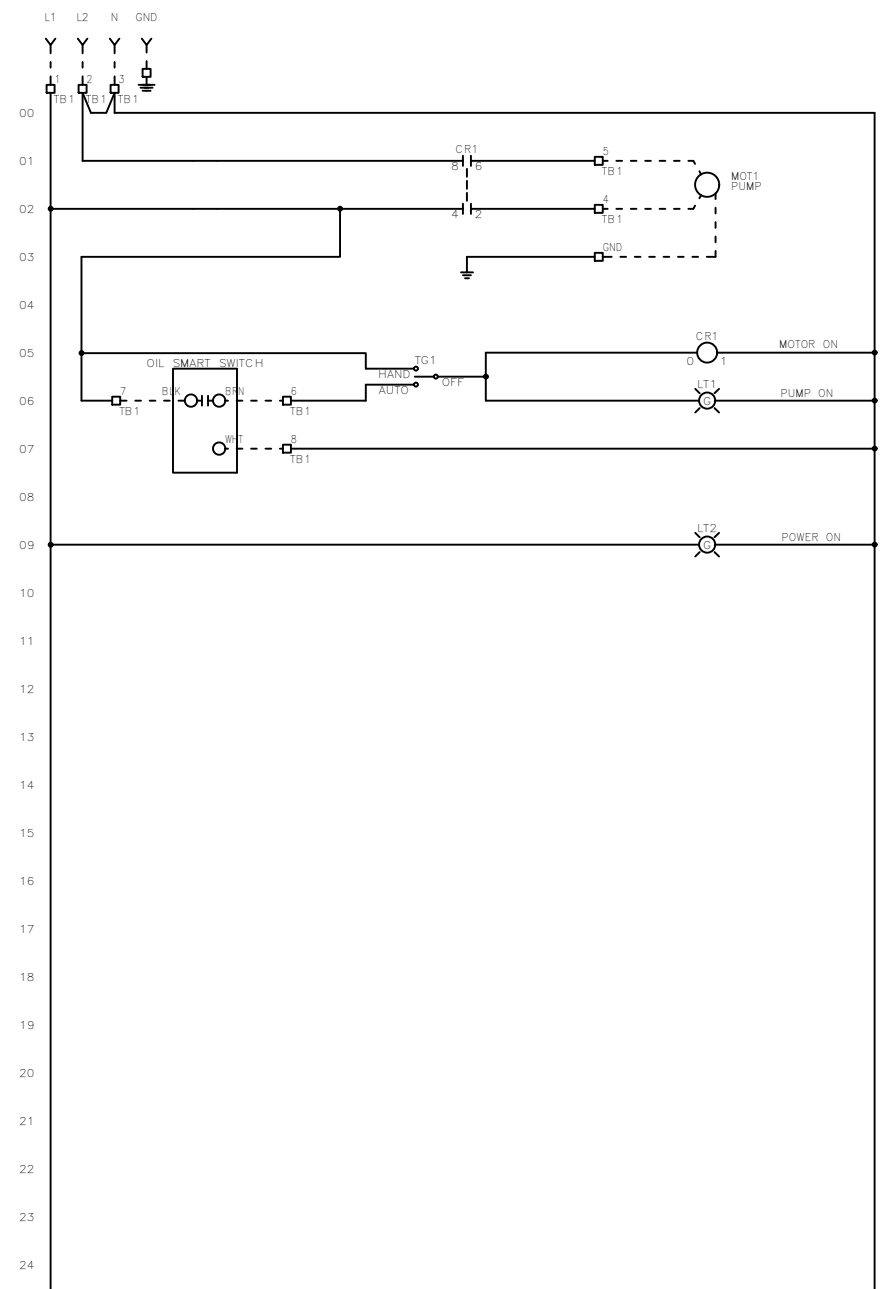 L1 L2 N GND
1 2 3
TB1 TB1 TB1
00
CR1
01 8 6 5 TB1
MOT1
PUMP
02 4 2 4 TB1
03 GND
04
CR1
05 0 1 MOTOR ON
OIL SMART SWITCH TG1
HAND OFF
AUTO LT1
06 7 TB1 BLK BRN 6 TB1 G PUMP ON
07 WHT 8 TB1
08
LT2
09 G POWER ON
10
11
12
13
14
15
16
17
18
19
20
21
22
23
24